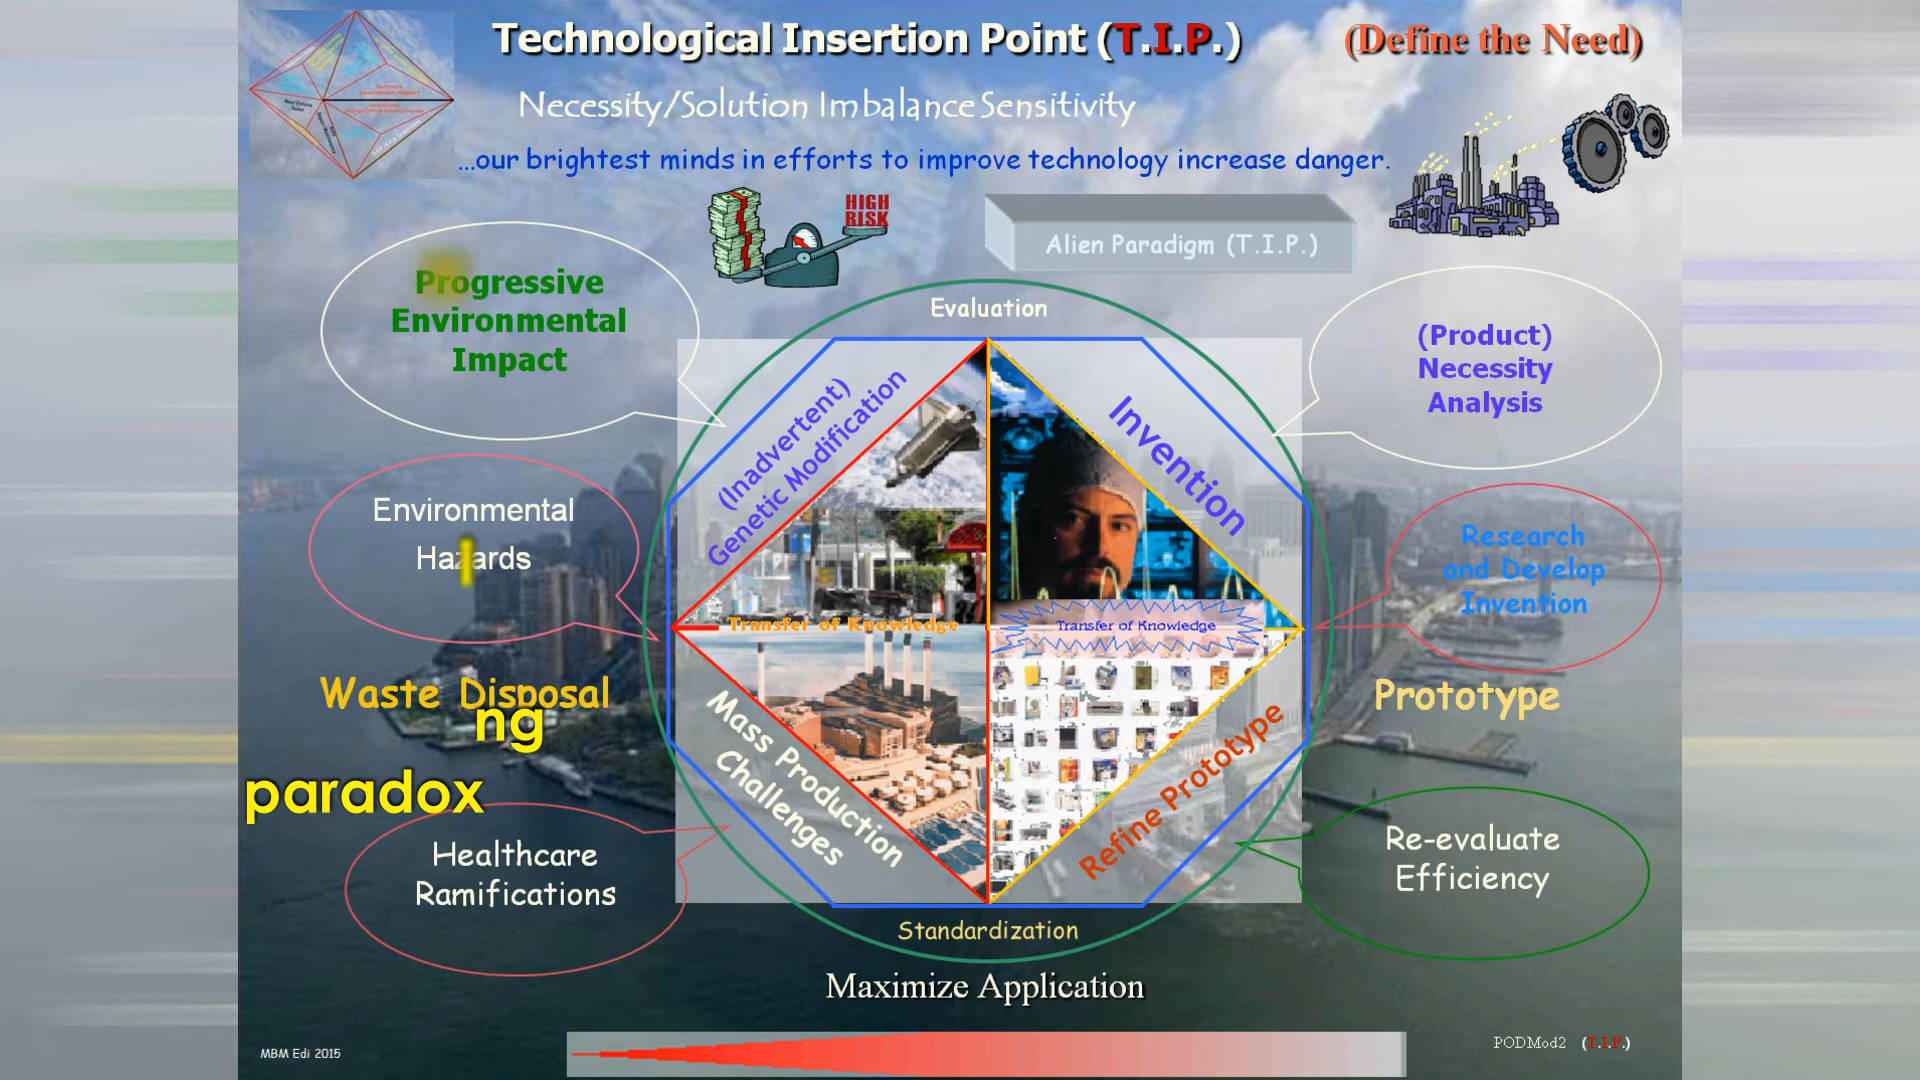 Technological Insertion Point (T.I.P.)
(Define the Need)
Necessity/Solution Imbalance Sensitivity
...our brightest minds in efforts to improve technology increase danger.
HIGH
RISK
Alien Paradigm (T.I.P.)
Progressive
Environmental
Impact
Evaluation
(Product)
Necessity
Analysis
(Inadvertent)
Genetic Modification
Invention
Environmental
Hazards
Research
and Develop
Invention
Transfer of Knowledge
Transfer of Knowledge
Waste Disposal
ng
paradox
Prototype
Mass Production
Challenges
Refine Prototype
Healthcare
Ramifications
Re-evaluate
Efficiency
Standardization
Maximize Application
MBM Edi 2015
PODMod2 (T.I.P.)